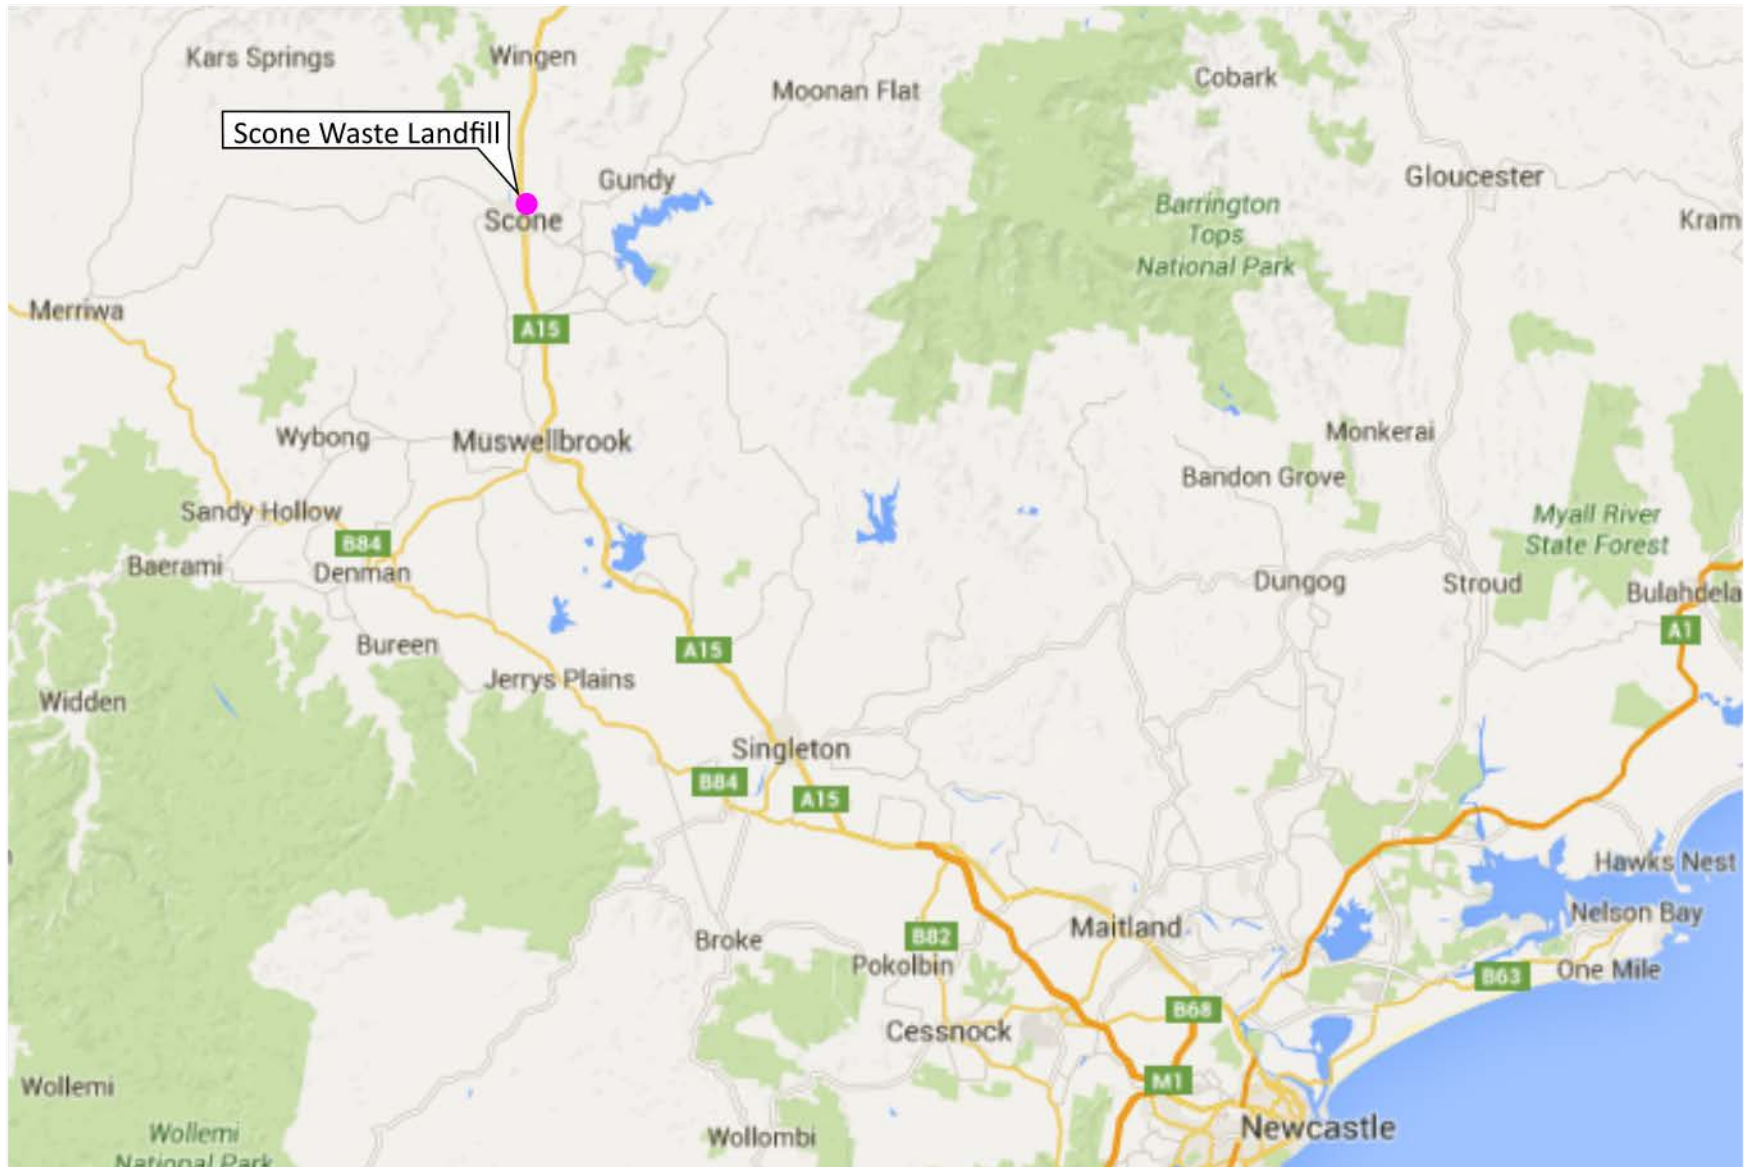 Kars Springs
Wingen
Moonan Flat
Cobark
Scone Waste Landfill
Gundy
Gloucester
Scone
Barrington
Tops
National Park
Kram
Merriwa
A15
Wybong
Muswellbrook
Monkerai
Bandon Grove
Sandy Hollow
Myall River
State Forest
B84
Baerami
Denman
Dungog
Stroud
Bulahdela
A1
Bureen
A15
Jerrys Plains
Widden
Singleton
B84
A15
Hawks Nest
Nelson Bay
Maitland
Broke
B82
Pokolbin
One Mile
B63
B68
Cessnock
M1
Wollemi
Newcastle
Wollombi
Wollemi
National Park